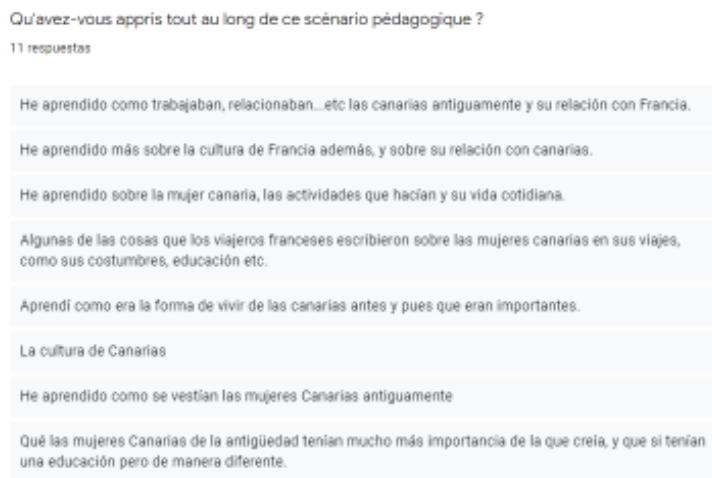 Qu'avez-vous appris tout au long de ce scénario pédagogique ?
11 respuestas
He aprendido como trabajaban, relacionaban...etc las canarias antiguamente y su relación con Francia.
He aprendido más sobre la cultura de Francia además, y sobre su relación con canarias.
He aprendido sobre la mujer canaria, las actividades que hacían y su vida cotidiana.
Algunas de las cosas que los viajeros franceses escribieron sobre las mujeres canarias en sus viajes,
como sus costumbres, educación etc.
Aprendí como era la forma de vivir de las canarias antes y pues que eran importantes.
La cultura de Canarias
He aprendido como se vestían las mujeres Canarias antiguamente
Qué las mujeres Canarias de la antigüedad tenían mucho más importancia de la que creía, y que si tenían
una educación pero de manera diferente.